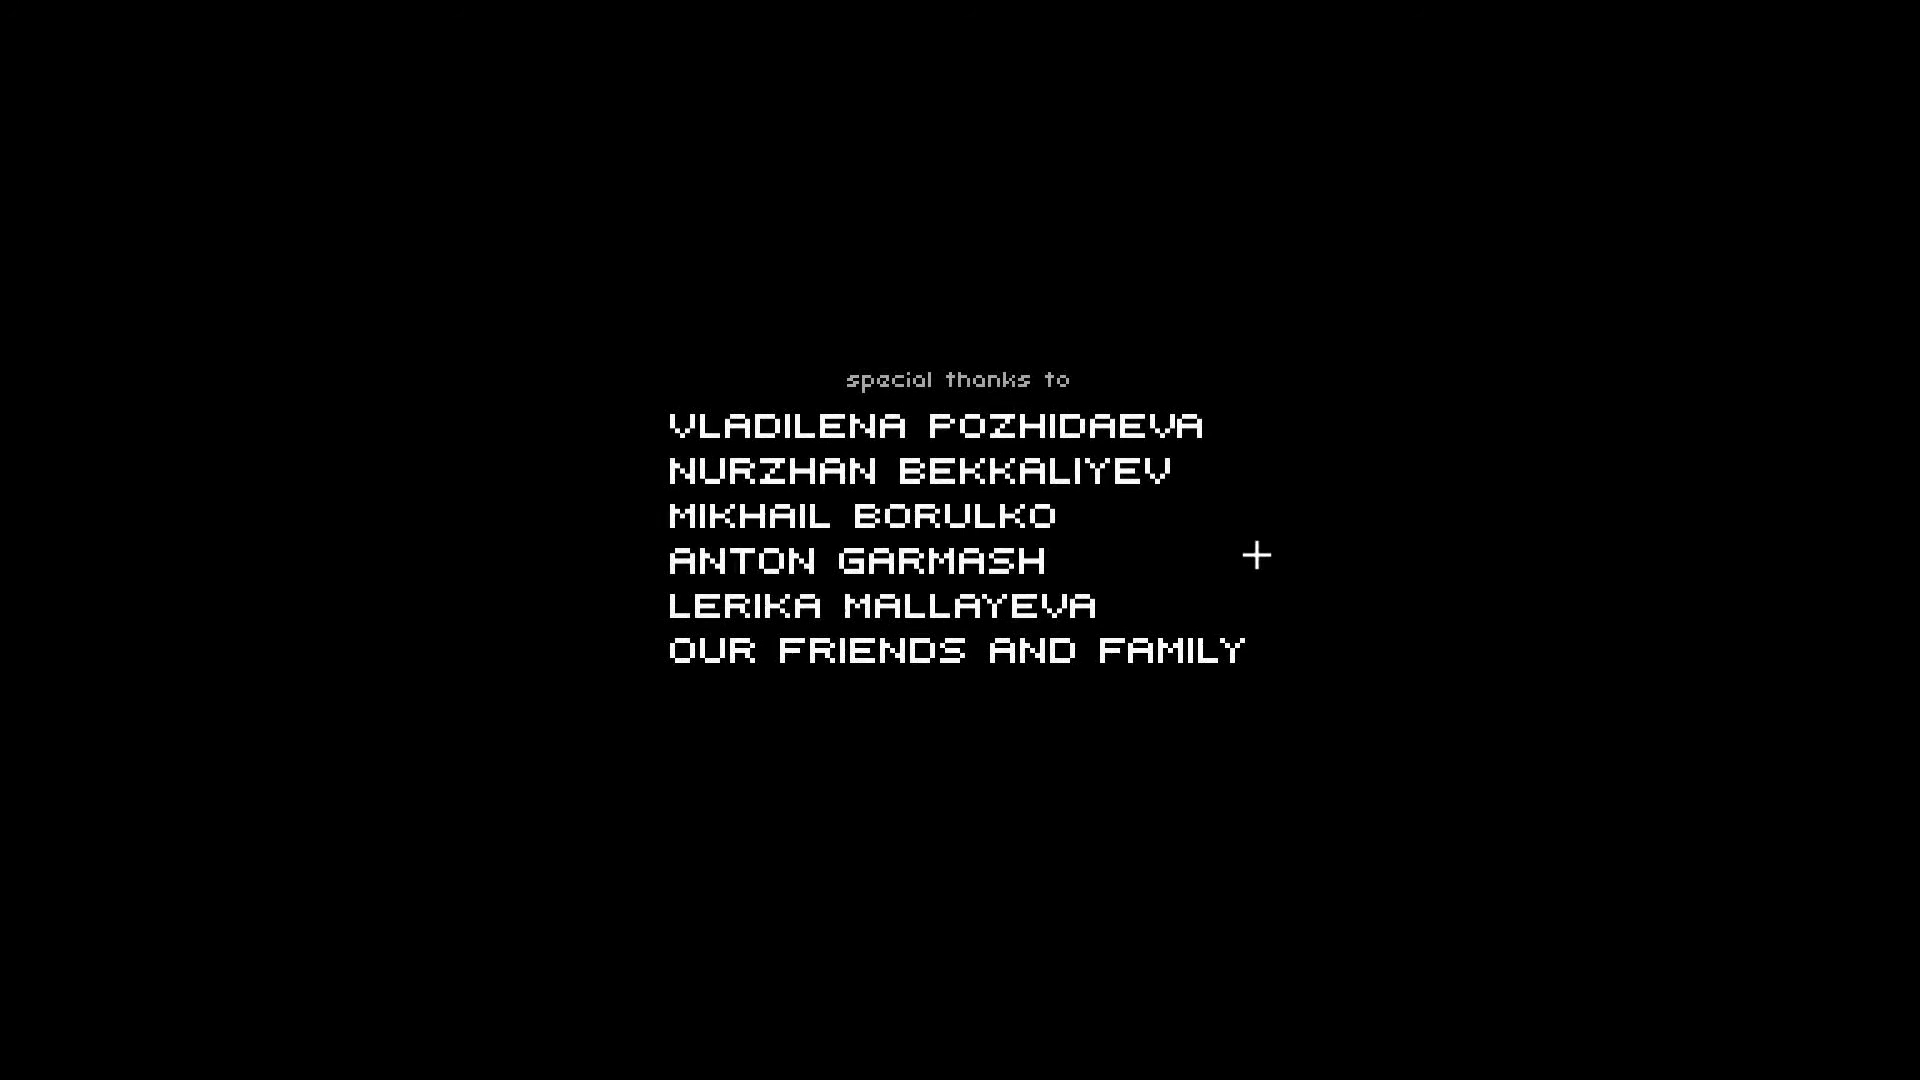 special thanks to
VLADILENA POZHIDAEVA
NURZHAN BEKKALIYEV
MIKHAIL BORULKO
ANTON GARMASH
LERIKA MALLAYEVA
OUR FRIENDS AND FAMILY